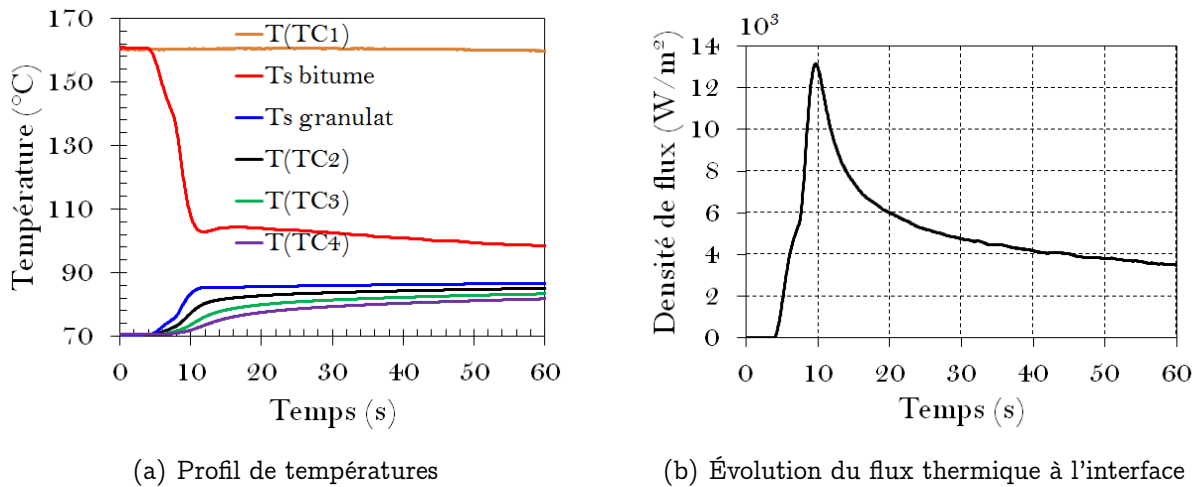 170
150
130
110
90
70
Température (°C)
T(TC1)
Ts bitume
Ts granulat
T(TC2)
T(TC3)
T(TC4)
0 10 20 30 40 50 60
Temps (s)
(a) Profil de températures
10³
14
12
10
8
6
4
2
0
Densité de flux (W/m²)
0 10 20 30 40 50 60
Temps (s)
(b) Évolution du flux thermique à l'interface